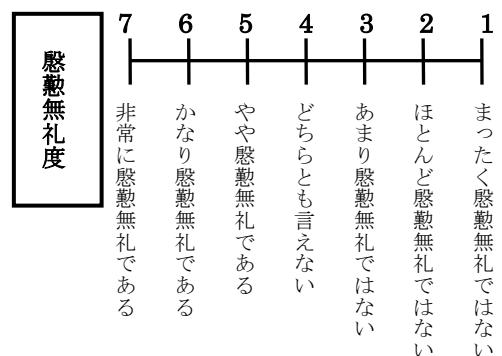 慇懃無礼度
7 6 5 4 3 2 1
まったく慇懃無礼ではない
ほとんど慇懃無礼ではない
あまり慇懃無礼ではない
どちらとも言えない
やや慇懃無礼である
かなり慇懃無礼である
非常に慇懃無礼である